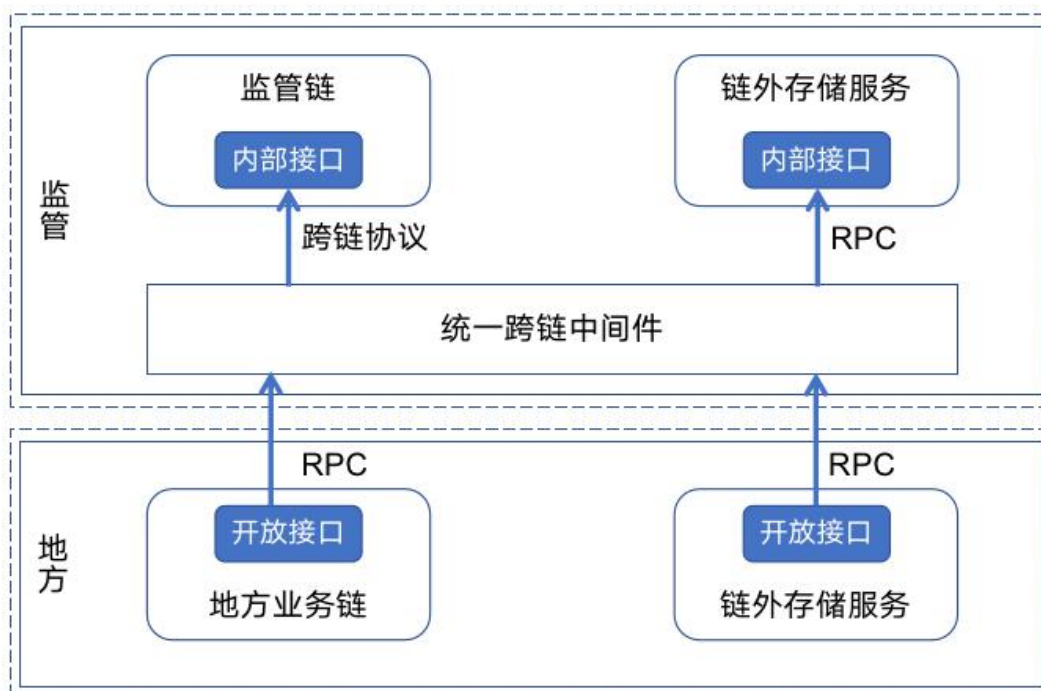 监管链
链外存储服务
内部接口
内部接口
监管
跨链协议
RPC
统一跨链中间件
RPC
RPC
开放接口
开放接口
地方
地方业务链
链外存储服务